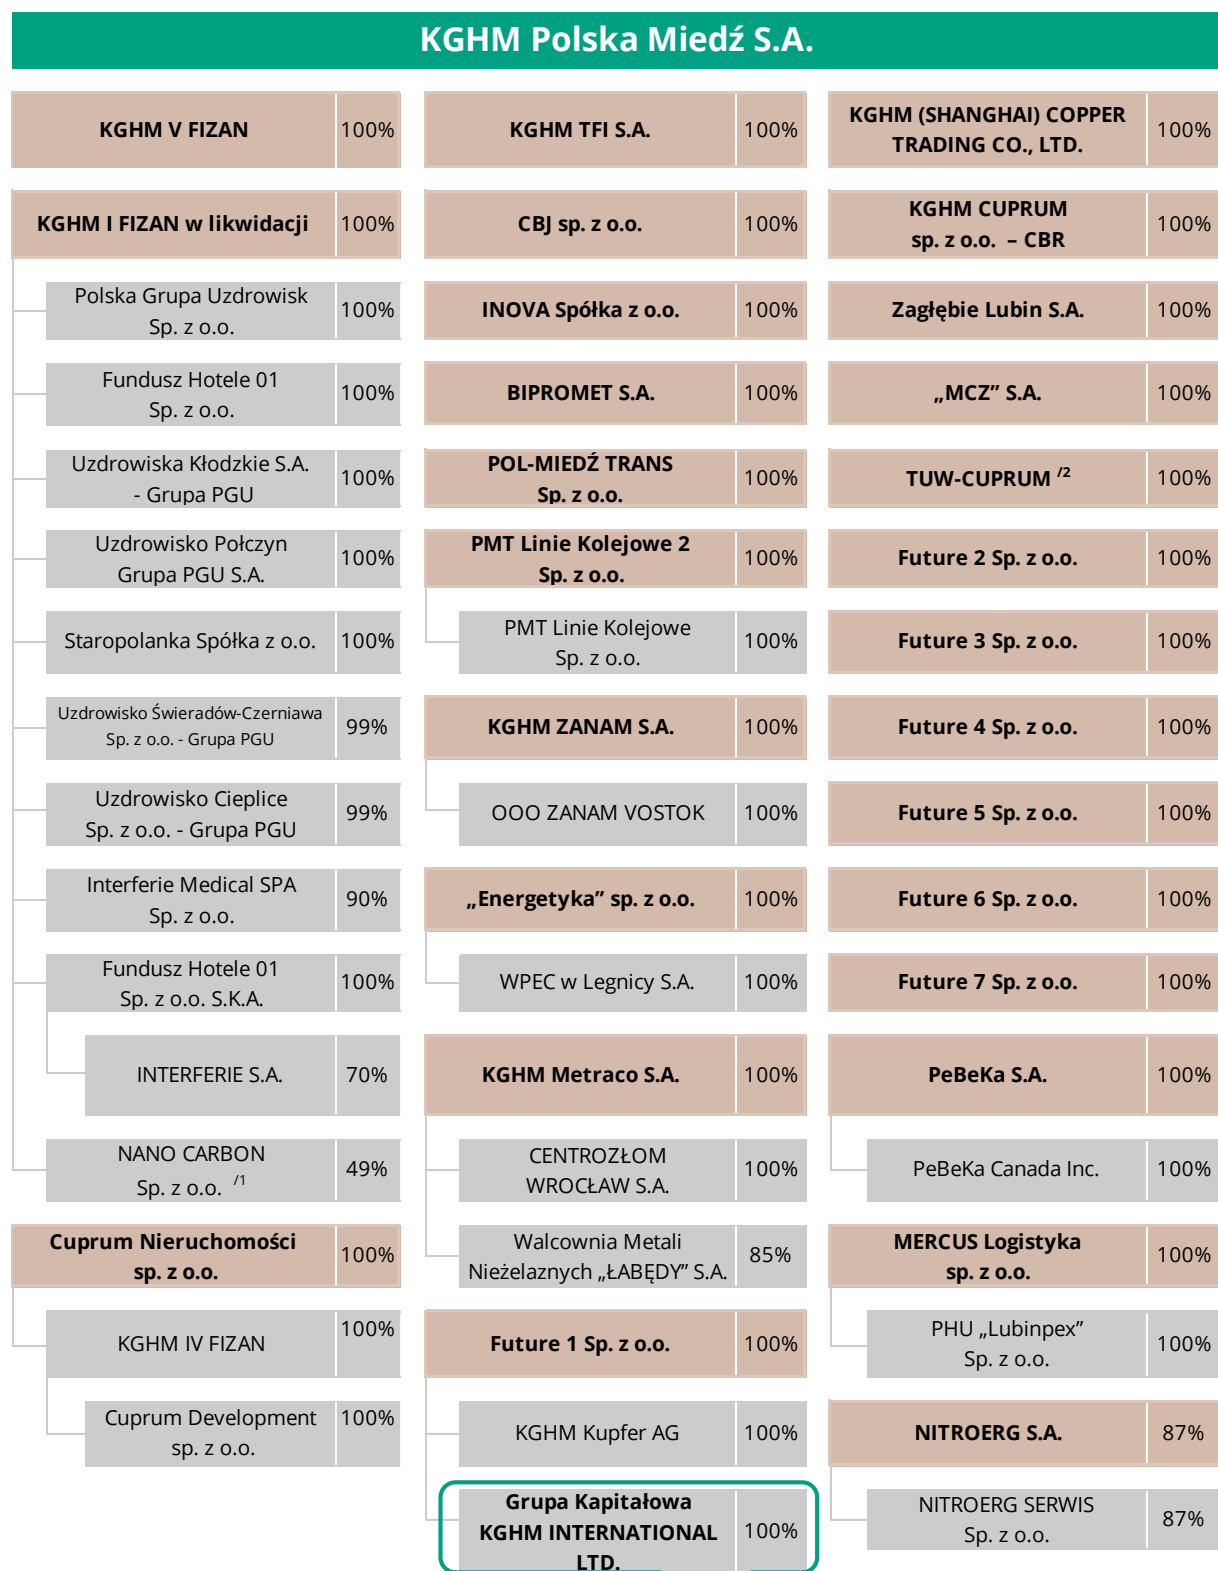 KGHM Polska Miedź S.A.
KGHM V FIZAN
100%
KGHM I FIZAN w likwidacji
100%
Polska Grupa Uzdrowisk
Sp. z o.o.
100%
Fundusz Hotele 01
Sp. z o.o.
100%
Uzdrowiska Kłodzkie S.A.
- Grupa PGU
100%
Uzdrowisko Połczyn
Grupa PGU S.A.
100%
Staropolanka Spółka z o.o.
100%
Uzdrowisko Świeradów-Czerniawa
Sp. z o.o. - Grupa PGU
99%
Uzdrowisko Cieplice
Sp. z o.o. - Grupa PGU
99%
Interferie Medical SPA
Sp. z o.o.
90%
Fundusz Hotele 01
Sp. z o.o. S.K.A.
100%
INTERFERIE S.A.
70%
NANO CARBON
Sp. z o.o. /1
49%
Cuprum Nieruchomości
sp. z o.o.
100%
KGHM IV FIZAN
100%
Cuprum Development
sp. z o.o.
100%
KGHM TFI S.A.
100%
CBJ sp. z o.o.
100%
INOVA Spółka z o.o.
100%
BIPROMET S.A.
100%
POL-MIEDŹ TRANS
Sp. z o.o.
100%
PMT Linie Kolejowe 2
Sp. z o.o.
100%
PMT Linie Kolejowe
Sp. z o.o.
100%
KGHM ZANAM S.A.
100%
OOO ZANAM VOSTOK
100%
„Energetyka” sp. z o.o.
100%
WPEC w Legnicy S.A.
100%
KGHM Metraco S.A.
100%
CENTROZŁOM
WROCŁAW S.A.
100%
Walcownia Metali
Nieżelaznych „ŁABĘDY” S.A.
85%
Future 1 Sp. z o.o.
100%
KGHM Kupfer AG
100%
Grupa Kapitałowa
KGHM INTERNATIONAL
LTD.
100%
KGHM (SHANGHAI) COPPER
TRADING CO., LTD.
100%
KGHM CUPRUM
sp. z o.o. – CBR
100%
Zagłębie Lubin S.A.
100%
„MCZ” S.A.
100%
TUW-CUPRUM /2
100%
Future 2 Sp. z o.o.
100%
Future 3 Sp. z o.o.
100%
Future 4 Sp. z o.o.
100%
Future 5 Sp. z o.o.
100%
Future 6 Sp. z o.o.
100%
Future 7 Sp. z o.o.
100%
PeBeKa S.A.
100%
PeBeKa Canada Inc.
100%
MERCUS Logistyka
sp. z o.o.
100%
PHU „Lubinpex”
Sp. z o.o.
100%
NITROERG S.A.
87%
NITROERG SERWIS
Sp. z o.o.
87%